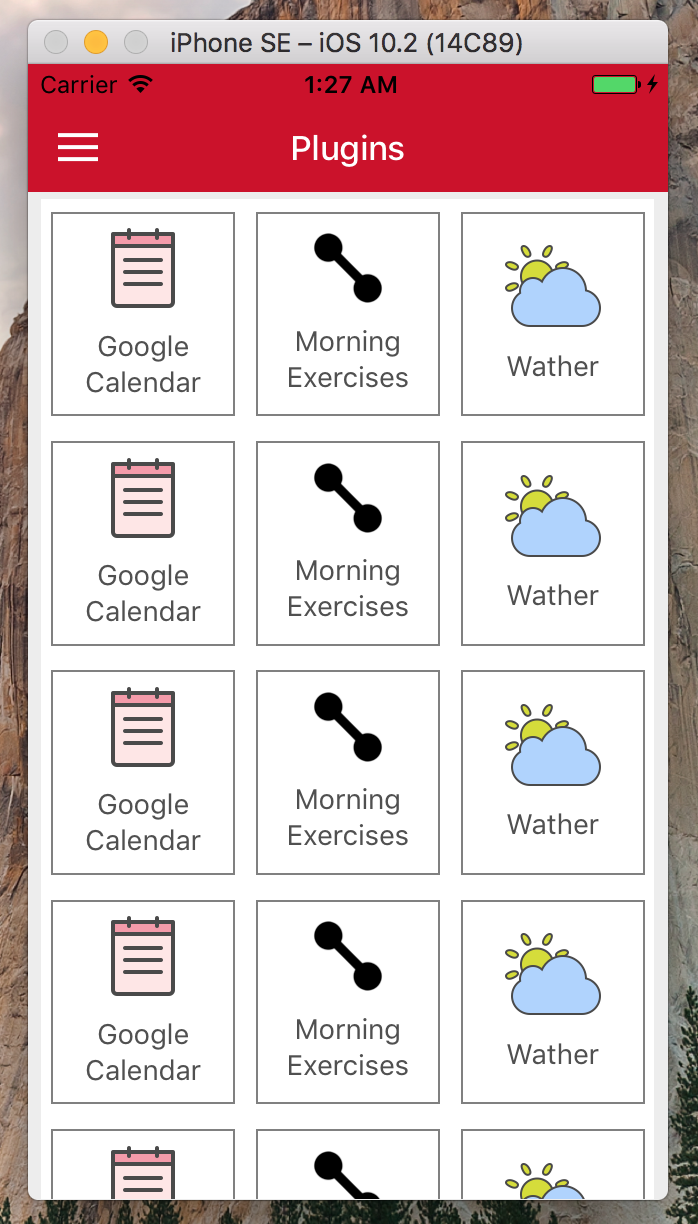 iPhone SE – iOS 10.2 (14C89)
Carrier 1:27 AM
Plugins
Google
Calendar
Morning
Exercises
Wather
Google
Calendar
Morning
Exercises
Wather
Google
Calendar
Morning
Exercises
Wather
Google
Calendar
Morning
Exercises
Wather